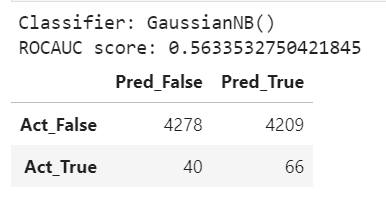 Classifier: GaussianNB()
ROCAUC score: 0.5633532750421845
Pred_False Pred_True
Act_False 4278 4209
Act_True 40 66